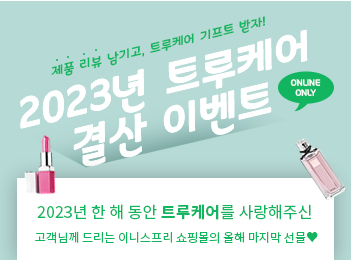 제품 리뷰 남기고, 트루케어 기프트 받자!
2023년 트루케어
결산 이벤트
ONLINE
ONLY
2023년 한 해 동안 트루케어를 사랑해주신
고객님께 드리는 이니스프리 쇼핑몰의 올해 마지막 선물♥